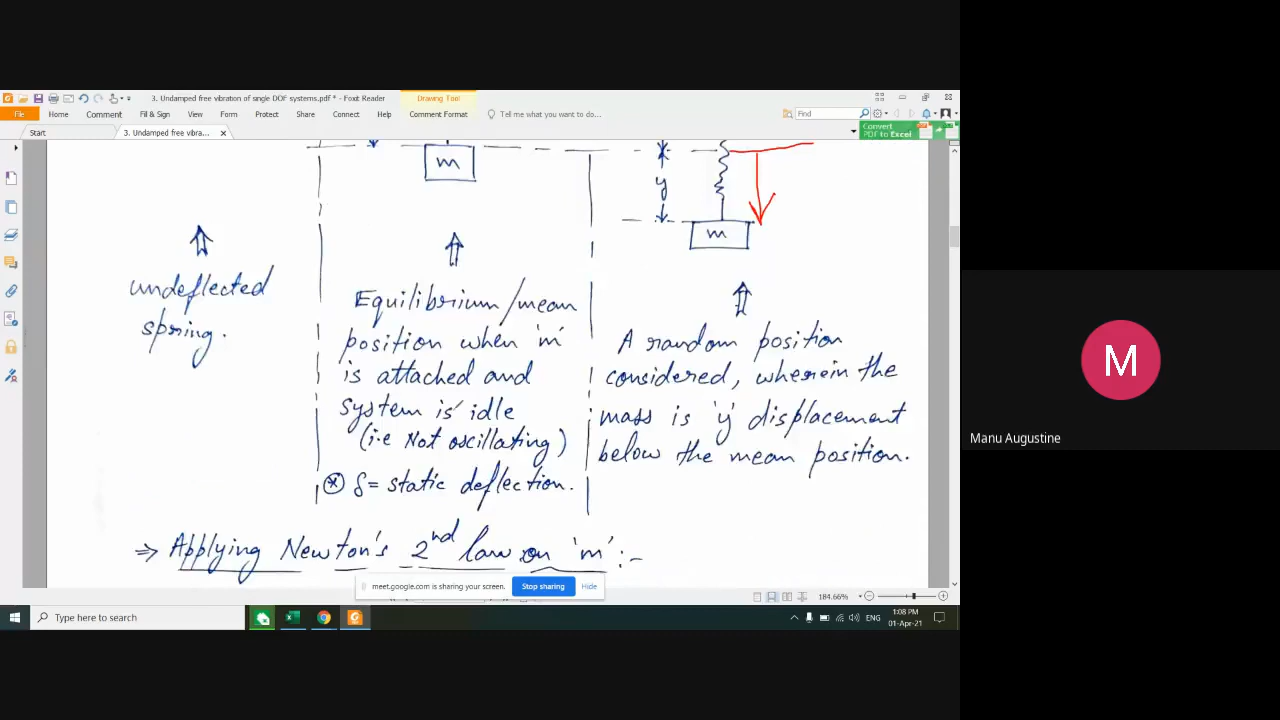 3. Undamped free vibration of single DOF systems.pdf * - Foxit Reader
Drawing Tool
File Home Comment Fill & Sign View Form Protect Share Connect Help Comment Format Tell me what you want to do... Find
Start 3. Undamped free vibra...
Convert
PDF to Excel
m
y
m
undeflected
spring.
Equilibrium/mean
position when 'm'
is attached and
system is idle
(i.e Not oscillating)
* δ = static deflection.
A random position
considered, wherein the
mass is 'y' displacement
below the mean position.
⇒ Applying Newton's 2nd law on 'm':-
meet.google.com is sharing your screen. Stop sharing Hide
184.66%
Type here to search
ENG
1:08 PM
01-Apr-21
M
Manu Augustine